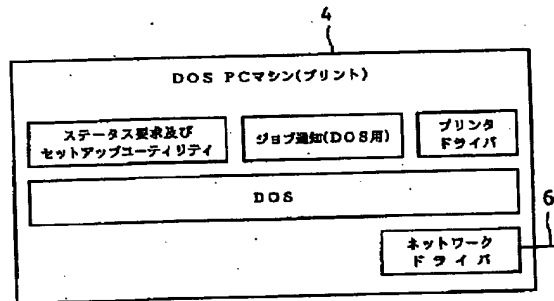 4
DOS PCマシン(プリント)
ステータス要求及び
セットアップユーティリティ
ジョブ通知(DOS用)
プリンタ
ドライバ
DOS
ネットワーク
ドライバ
6